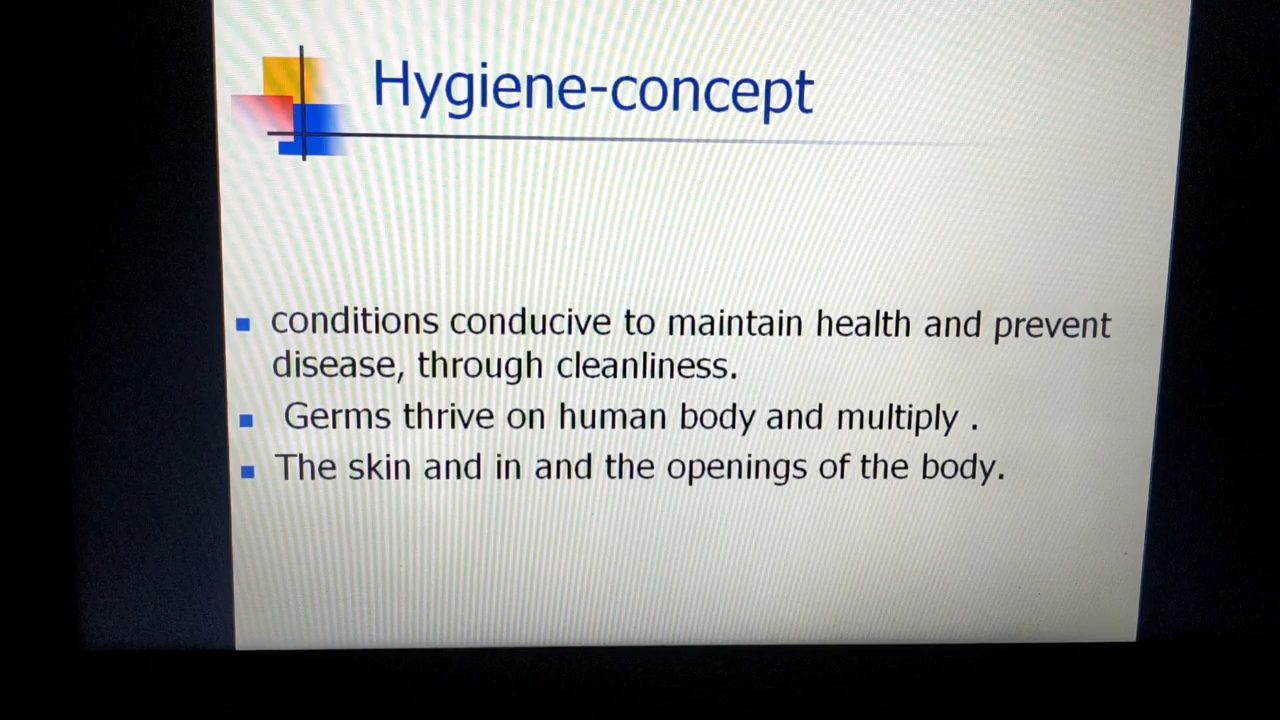 Hygiene-concept
conditions conducive to maintain health and prevent
disease, through cleanliness.
Germs thrive on human body and multiply .
The skin and in and the openings of the body.